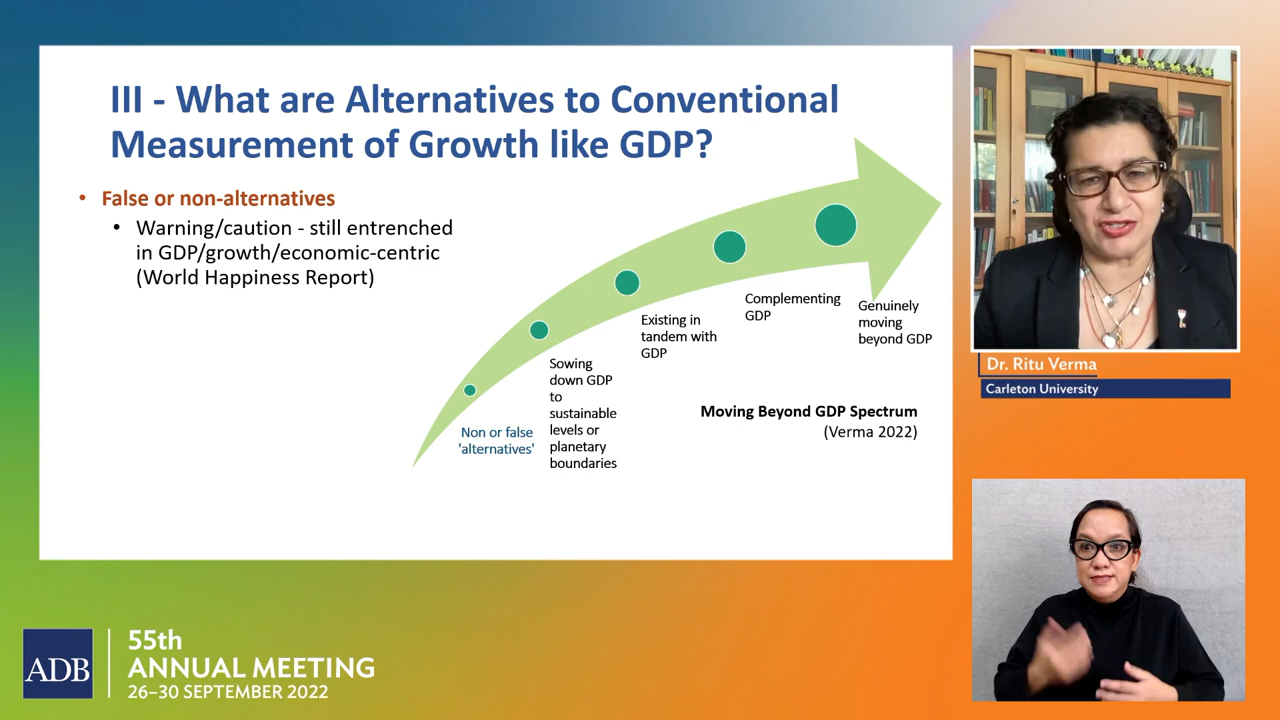 III - What are Alternatives to Conventional
Measurement of Growth like GDP?
• False or non-alternatives
• Warning/caution - still entrenched
in GDP/growth/economic-centric
(World Happiness Report)
Non or false
'alternatives'
Sowing
down GDP
to
sustainable
levels or
planetary
boundaries
Existing in
tandem with
GDP
Complementing
GDP
Genuinely
moving
beyond GDP
Moving Beyond GDP Spectrum
(Verma 2022)
Dr. Ritu Verma
Carleton University
ADB
55th
ANNUAL MEETING
26–30 SEPTEMBER 2022